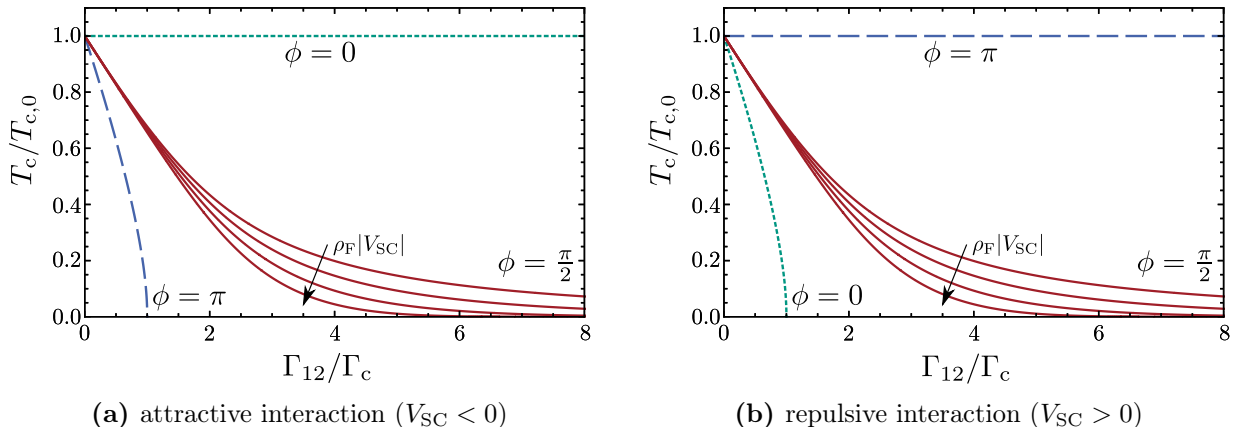 1.0
0.8
0.6
0.4
0.2
0.0
T_c/T_{c,0}
ϕ = 0
ρ_F|V_SC|
ϕ = π/2
ϕ = π
0 2 4 6 8
Γ_12/Γ_c
(a) attractive interaction (V_SC < 0)
1.0
0.8
0.6
0.4
0.2
0.0
T_c/T_{c,0}
ϕ = π
ρ_F|V_SC|
ϕ = π/2
ϕ = 0
0 2 4 6 8
Γ_12/Γ_c
(b) repulsive interaction (V_SC > 0)